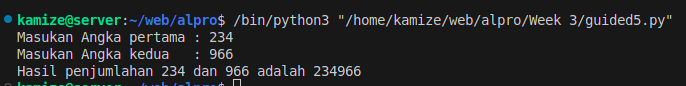 kamize@server:~/web/alpro$ /bin/python3 "/home/kamize/web/alpro/Week 3/guided5.py"
Masukan Angka pertama : 234
Masukan Angka kedua   : 966
Hasil penjumlahan 234 dan 966 adalah 234966